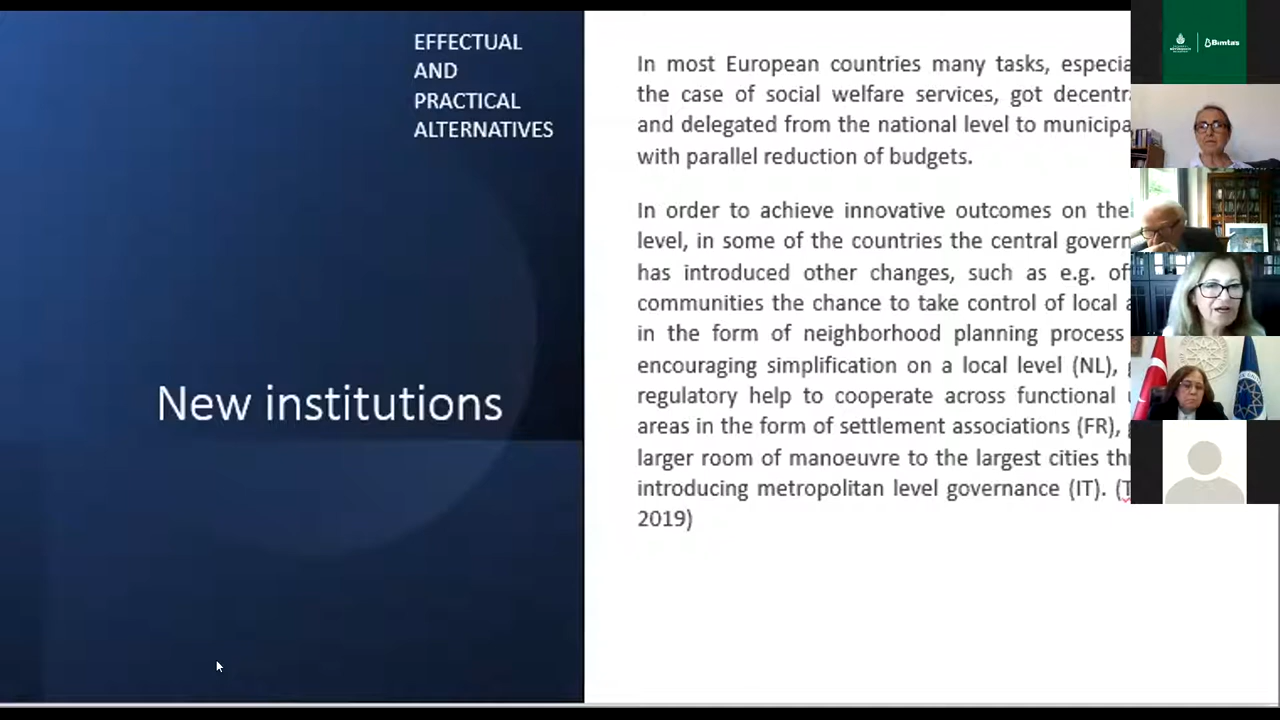 EFFECTUAL
AND
PRACTICAL
ALTERNATIVES
New institutions
In most European countries many tasks, especia
the case of social welfare services, got decentra
and delegated from the national level to municipa
with parallel reduction of budgets.
In order to achieve innovative outcomes on the
level, in some of the countries the central govern
has introduced other changes, such as e.g. of
communities the chance to take control of local a
in the form of neighborhood planning process
encouraging simplification on a local level (NL), g
regulatory help to cooperate across functional u
areas in the form of settlement associations (FR), g
larger room of manoeuvre to the largest cities thr
introducing metropolitan level governance (IT). (T
2019)
Bimtas